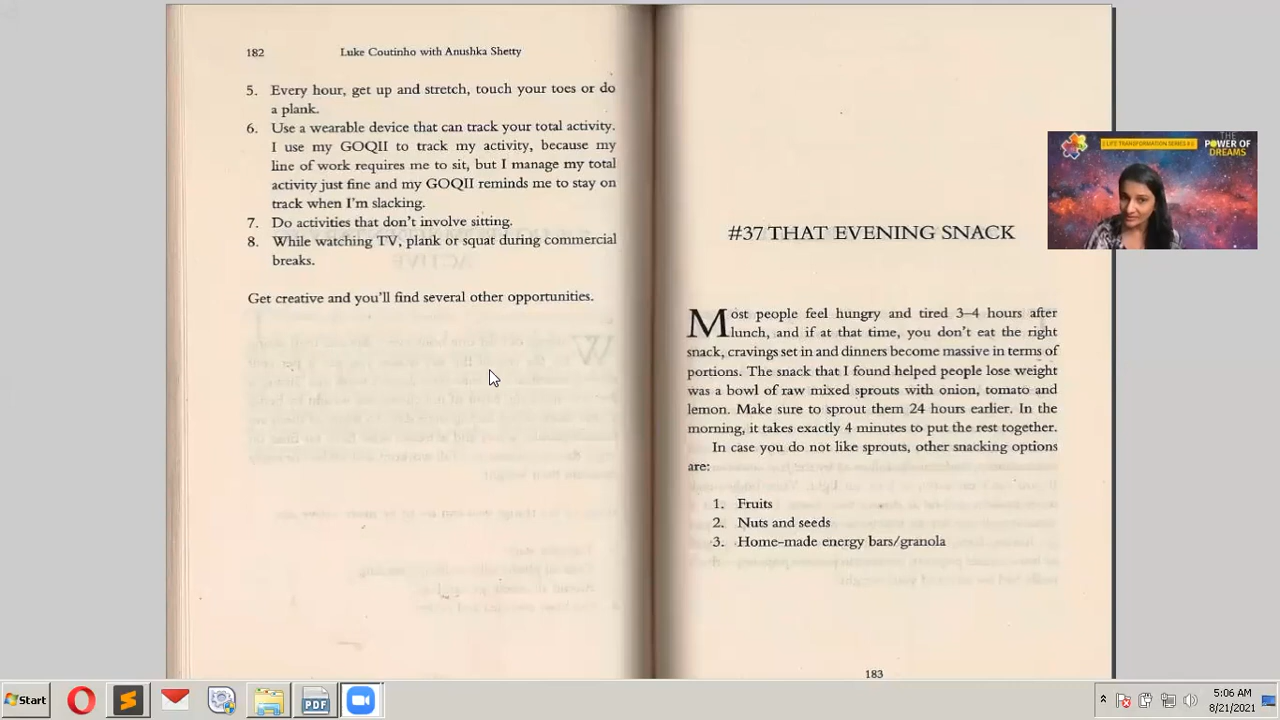 182
Luke Coutinho with Anushka Shetty
5. Every hour, get up and stretch, touch your toes or do
a plank.
6. Use a wearable device that can track your total activity.
I use my GOQII to track my activity, because my
line of work requires me to sit, but I manage my total
activity just fine and my GOQII reminds me to stay on
track when I'm slacking.
7. Do activities that don't involve sitting.
8. While watching TV, plank or squat during commercial
breaks.
Get creative and you'll find several other opportunities.
#37 THAT EVENING SNACK
Most people feel hungry and tired 3–4 hours after
lunch, and if at that time, you don't eat the right
snack, cravings set in and dinners become massive in terms of
portions. The snack that I found helped people lose weight
was a bowl of raw mixed sprouts with onion, tomato and
lemon. Make sure to sprout them 24 hours earlier. In the
morning, it takes exactly 4 minutes to put the rest together.
In case you do not like sprouts, other snacking options
are:
1. Fruits
2. Nuts and seeds
3. Home-made energy bars/granola
183
|| LIFE TRANSFORMATION SERIES ||
THE
POWER OF
DREAMS
Start
PDF
5:06 AM
8/21/2021